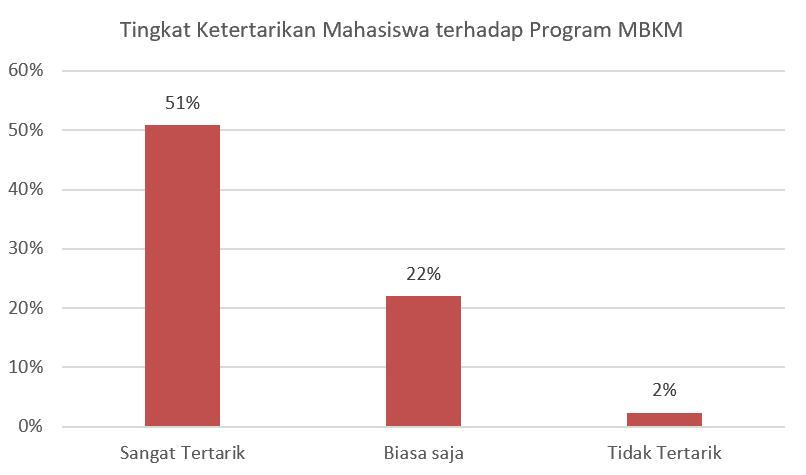 Tingkat Ketertarikan Mahasiswa terhadap Program MBKM
60%
50%
40%
30%
20%
10%
0%
51%
22%
2%
Sangat Tertarik
Biasa saja
Tidak Tertarik